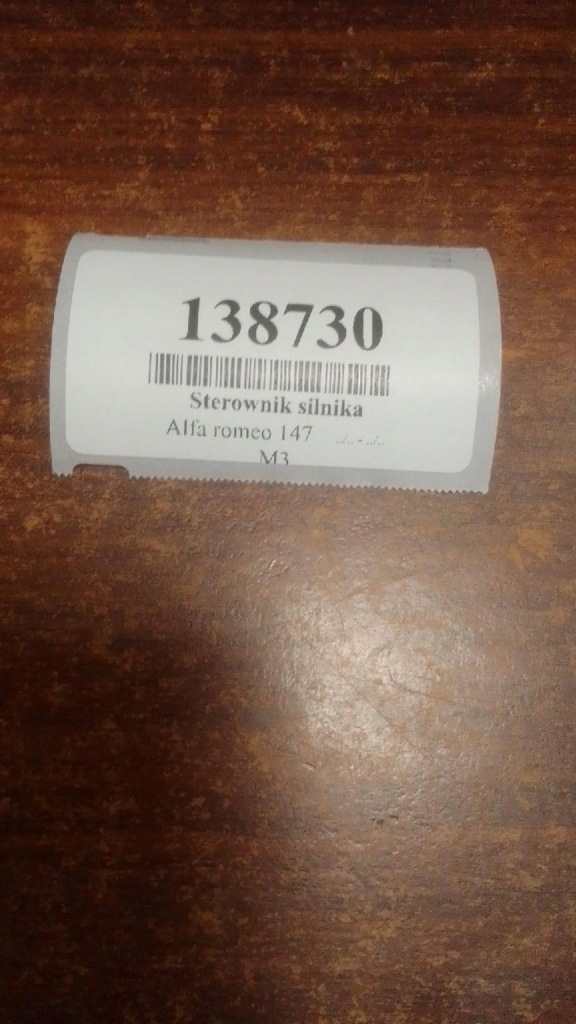 138730
Sterownik silnika
Alfa romeo 147 ../.. - ../..
M3